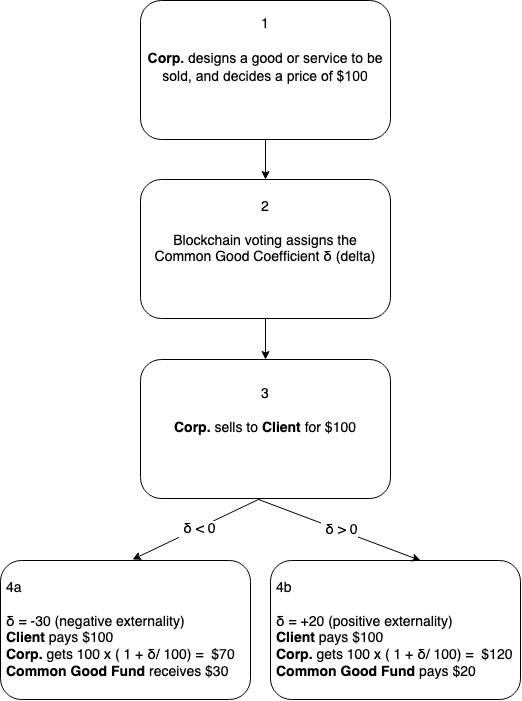 1
Corp. designs a good or service to be
sold, and decides a price of $100
2
Blockchain voting assigns the
Common Good Coefficient δ (delta)
3
Corp. sells to Client for $100
δ < 0
δ > 0
4a
δ = -30 (negative externality)
Client pays $100
Corp. gets 100 x ( 1 + δ/ 100) = $70
Common Good Fund receives $30
4b
δ = +20 (positive externality)
Client pays $100
Corp. gets 100 x ( 1 + δ/ 100) = $120
Common Good Fund pays $20